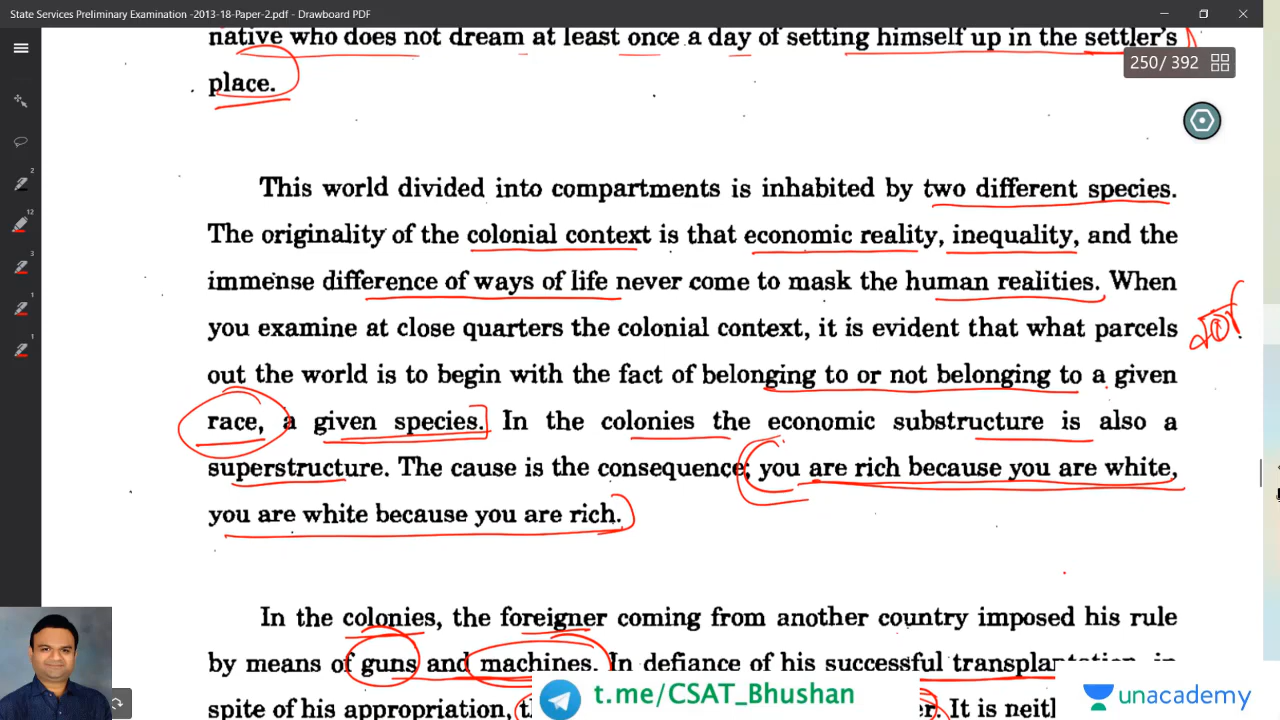 State Services Preliminary Examination -2013-18-Paper-2.pdf - Drawboard PDF
native who does not dream at least once a day of setting himself up in the settler's
250 / 392
place.
This world divided into compartments is inhabited by two different species.
The originality of the colonial context is that economic reality, inequality, and the
immense difference of ways of life never come to mask the human realities. When
you examine at close quarters the colonial context, it is evident that what parcels
out the world is to begin with the fact of belonging to or not belonging to a given
race, a given species. In the colonies the economic substructure is also a
superstructure. The cause is the consequence; you are rich because you are white,
you are white because you are rich.
In the colonies, the foreigner coming from another country imposed his rule
by means of guns and machines. In defiance of his successful
spite of his appropriation,
It is
t.me/CSAT_Bhushan
unacademy
2
12
3
1
1